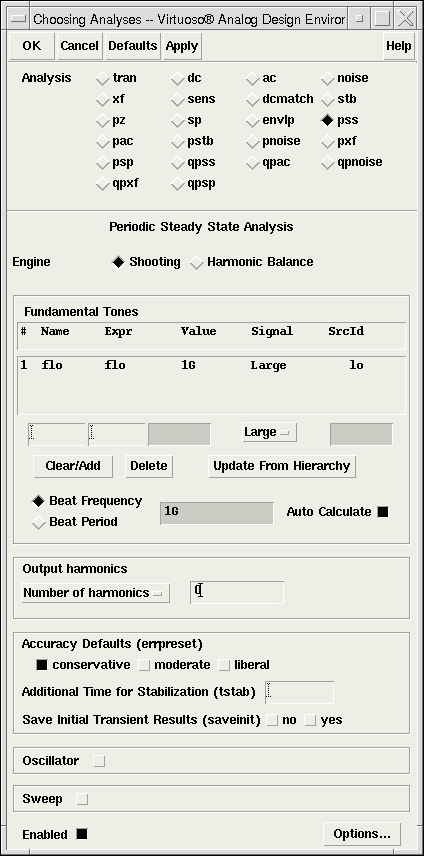 Choosing Analyses -- Virtuoso® Analog Design Enviror
OK Cancel Defaults Apply Help
Analysis tran dc ac noise
xf sens dcmatch stb
pz sp envlp pss
pac pstb pnoise pxf
psp qpss qpac qpnoise
qpxf qpsp
Periodic Steady State Analysis
Engine Shooting Harmonic Balance
Fundamental Tones
# Name Expr Value Signal SrcId
1 flo flo 1G Large lo
Large
Clear/Add Delete Update From Hierarchy
Beat Frequency
Beat Period
1G Auto Calculate
Output harmonics
Number of harmonics 0
Accuracy Defaults (errpreset)
conservative moderate liberal
Additional Time for Stabilization (tstab)
Save Initial Transient Results (saveinit) no yes
Oscillator
Sweep
Enabled Options...